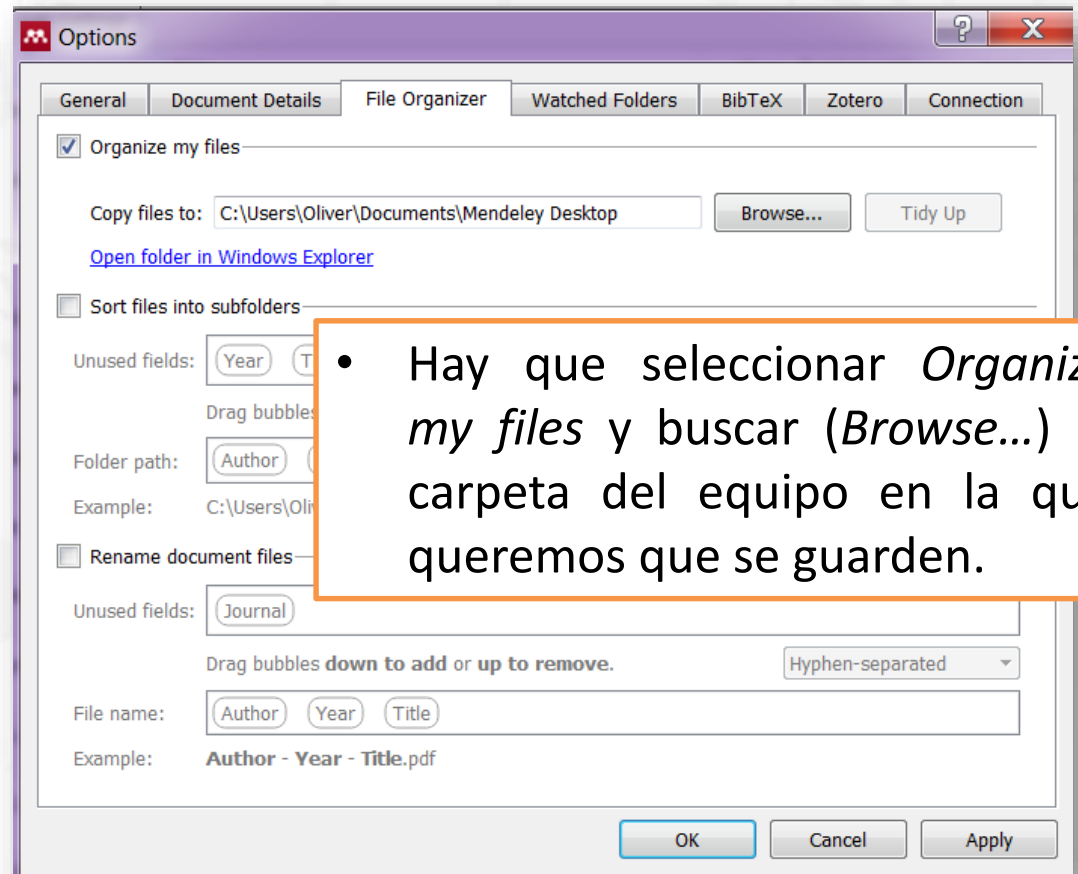 Options
General Document Details File Organizer Watched Folders BibTeX Zotero Connection
Organize my files
Copy files to: C:\Users\Oliver\Documents\Mendeley Desktop Browse... Tidy Up
Open folder in Windows Explorer
Sort files into subfolders
Unused fields: Year
Drag bubbles
Folder path: Author
Example: C:\Users\Oli
• Hay que seleccionar Organiz
my files y buscar (Browse…)
carpeta del equipo en la qu
queremos que se guarden.
Rename document files
Unused fields: Journal
Drag bubbles down to add or up to remove. Hyphen-separated
File name: Author Year Title
Example: Author - Year - Title.pdf
OK Cancel Apply